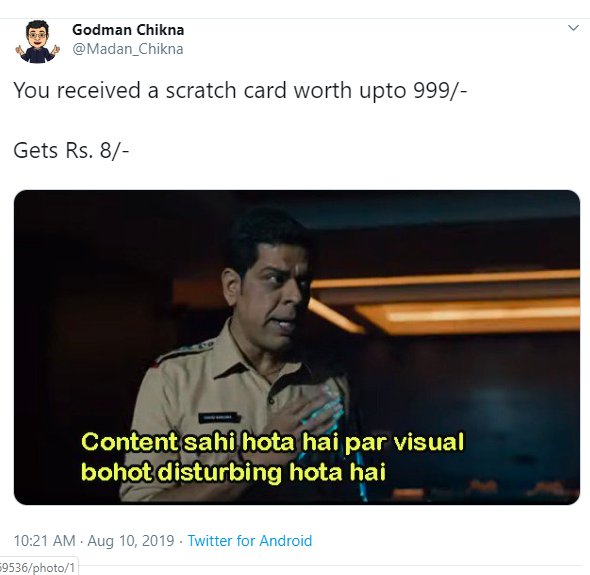 Godman Chikna
@Madan_Chikna
You received a scratch card worth upto 999/-
Gets Rs. 8/-
Content sahi hota hai par visual
bohot disturbing hota hai
10:21 AM · Aug 10, 2019 · Twitter for Android
59536/photo/1